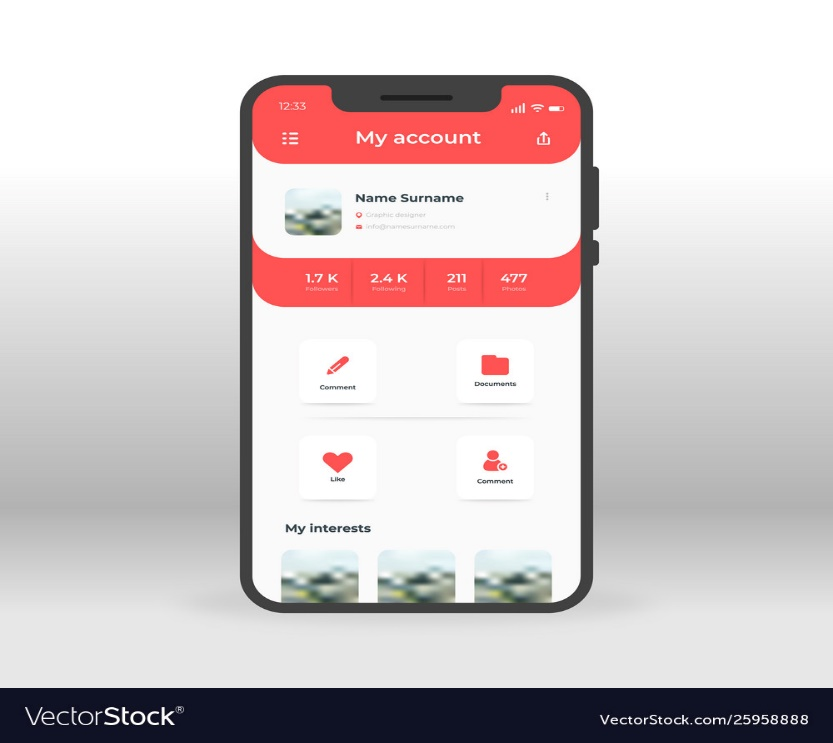 12:33
My account
Name Surname
Graphic designer
info@namesurname.com
1.7 K 2.4 K 211 477
Followers Following Posts Photos
Comment Documents
Like Comment
My interests
VectorStock®
VectorStock.com/25958888